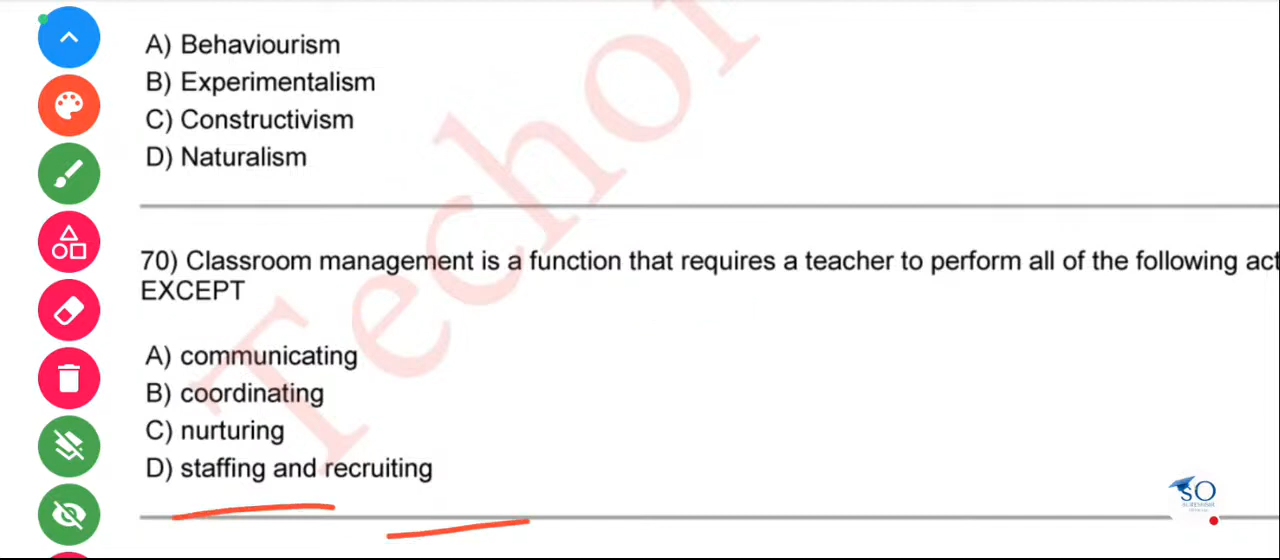 A) Behaviourism
B) Experimentalism
C) Constructivism
D) Naturalism
70) Classroom management is a function that requires a teacher to perform all of the following act
EXCEPT
A) communicating
B) coordinating
C) nurturing
D) staffing and recruiting
Techor
SO